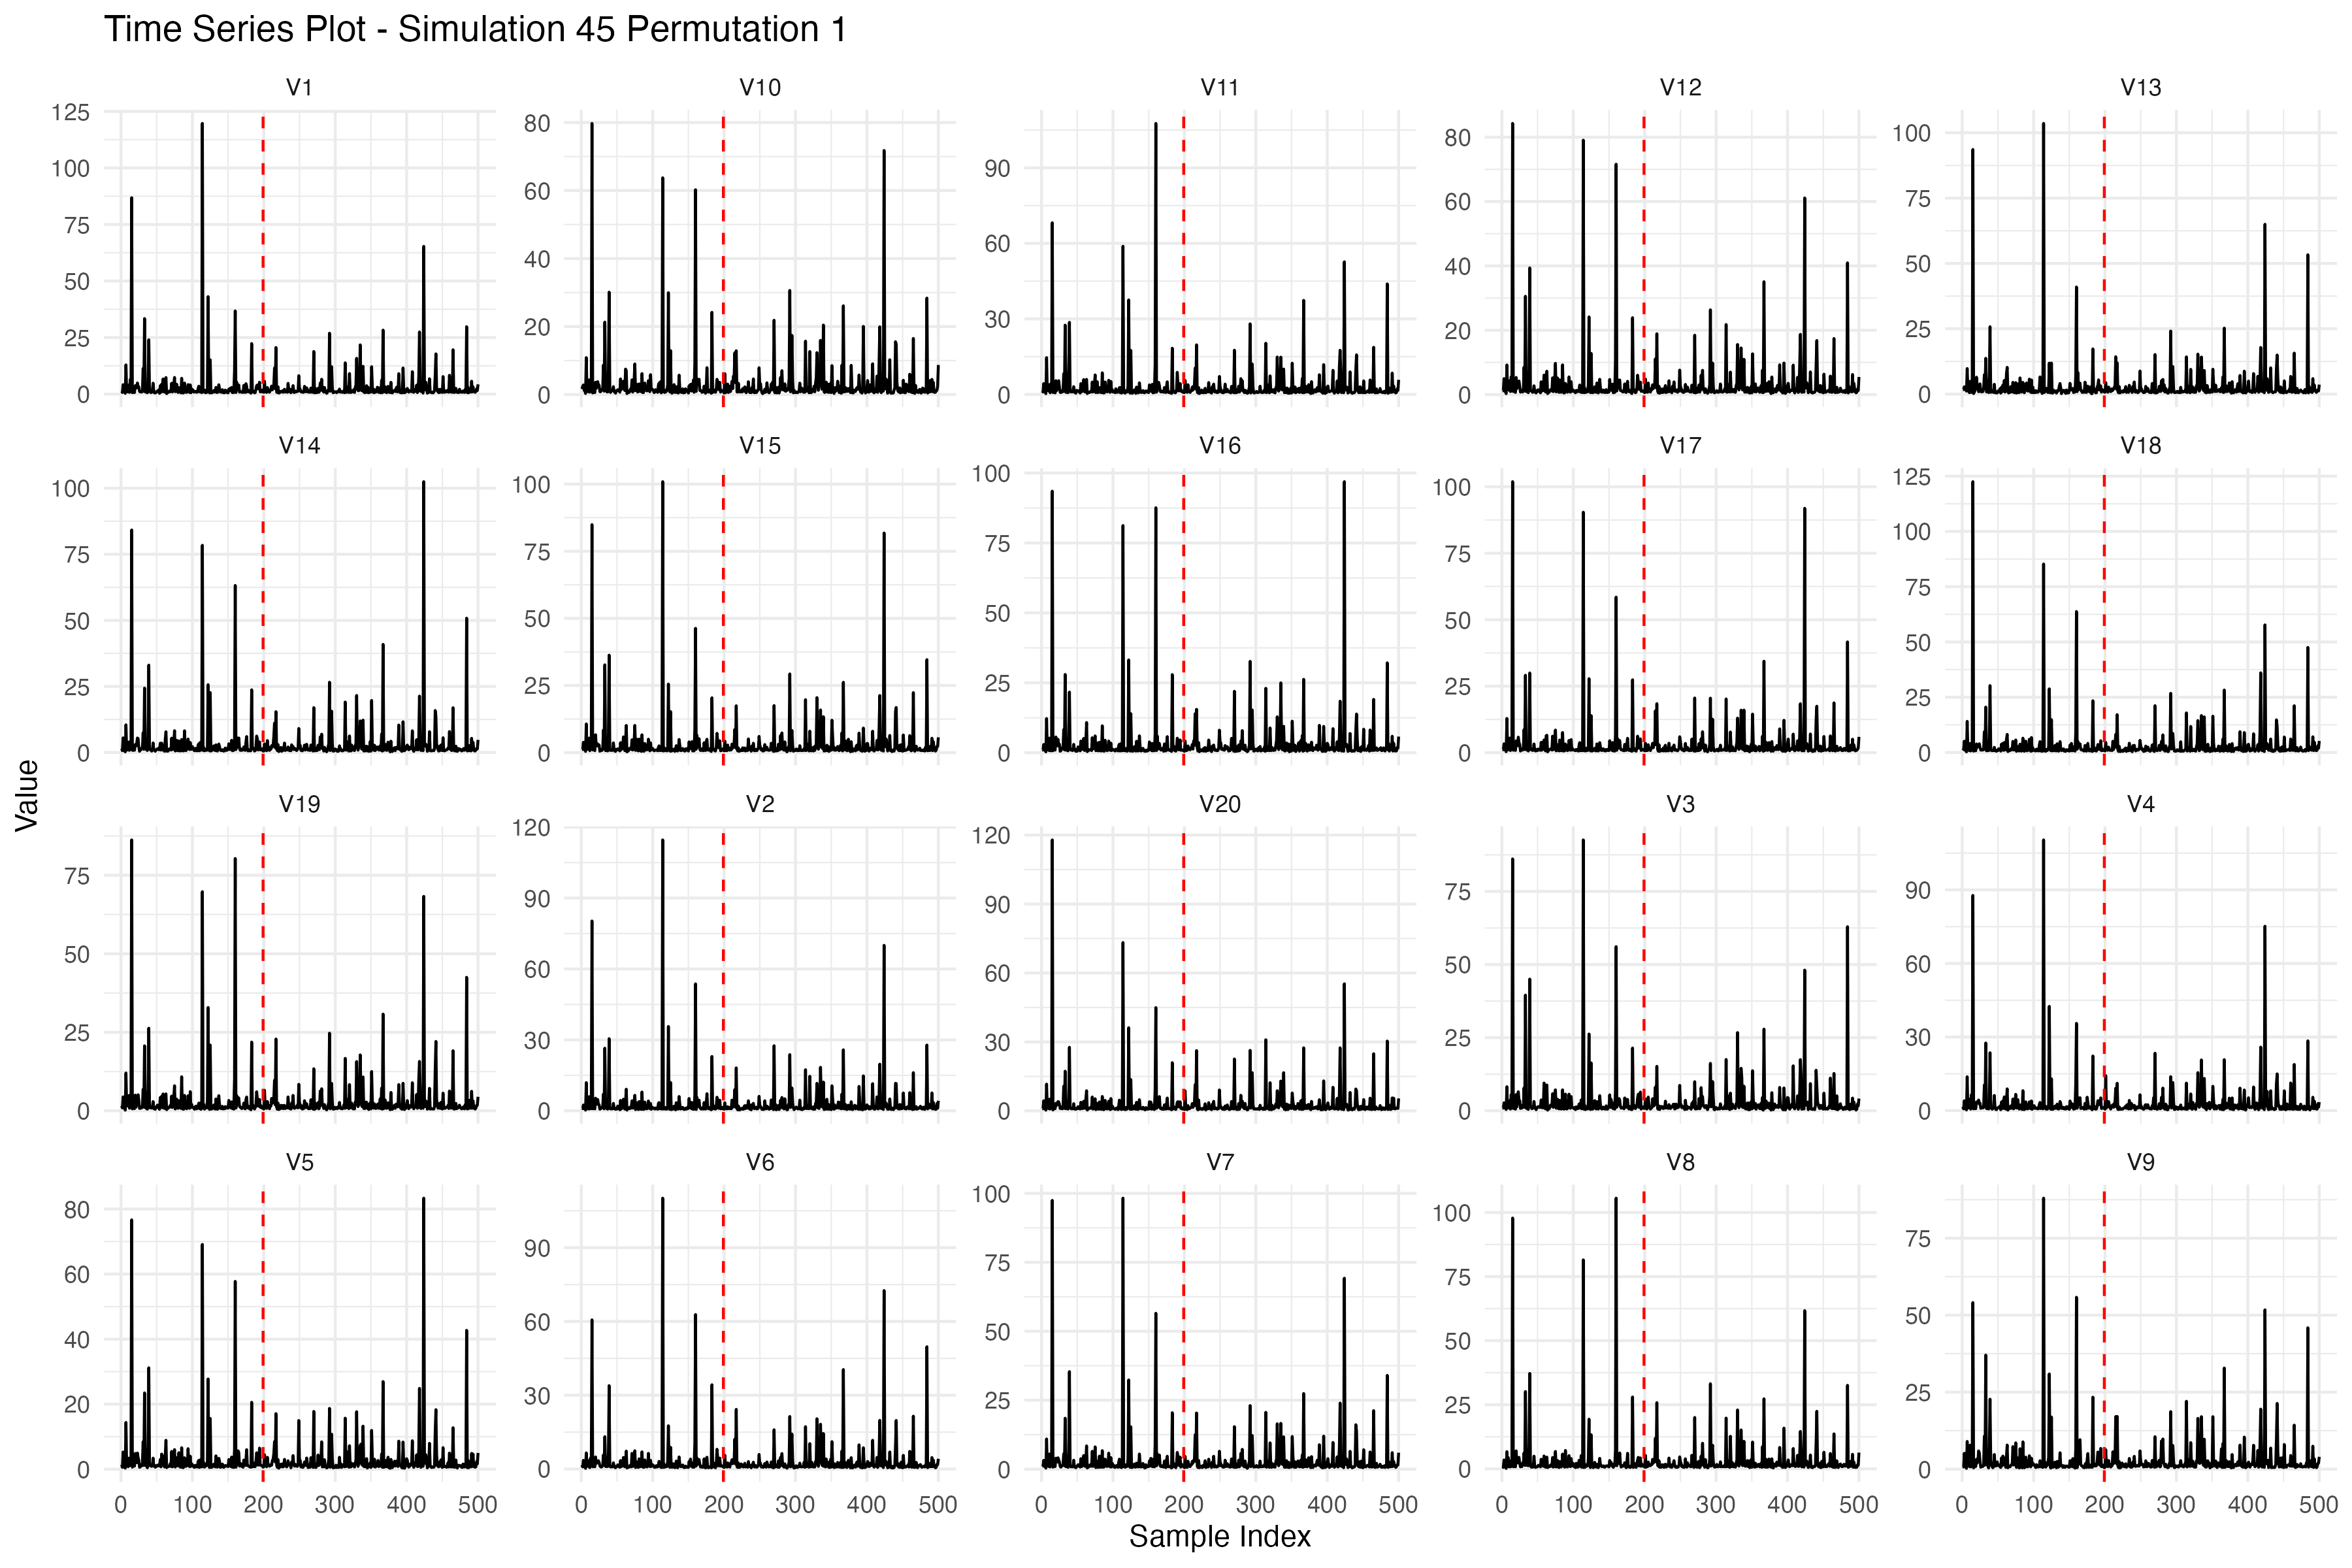 Time Series Plot - Simulation 45 Permutation 1
V1 V10 V11 V12 V13
125 100 75 50 25 0
80 60 40 20 0
90 60 30 0
80 60 40 20 0
100 75 50 25 0
V14 V15 V16 V17 V18
100 75 50 25 0
100 75 50 25 0
100 75 50 25 0
100 75 50 25 0
125 100 75 50 25 0
Value
V19 V2 V20 V3 V4
75 50 25 0
120 90 60 30 0
120 90 60 30 0
75 50 25 0
90 60 30 0
V5 V6 V7 V8 V9
80 60 40 20 0
90 60 30 0
100 75 50 25 0
100 75 50 25 0
75 50 25 0
0 100 200 300 400 500 0 100 200 300 400 500 0 100 200 300 400 500 0 100 200 300 400 500 0 100 200 300 400 500
Sample Index